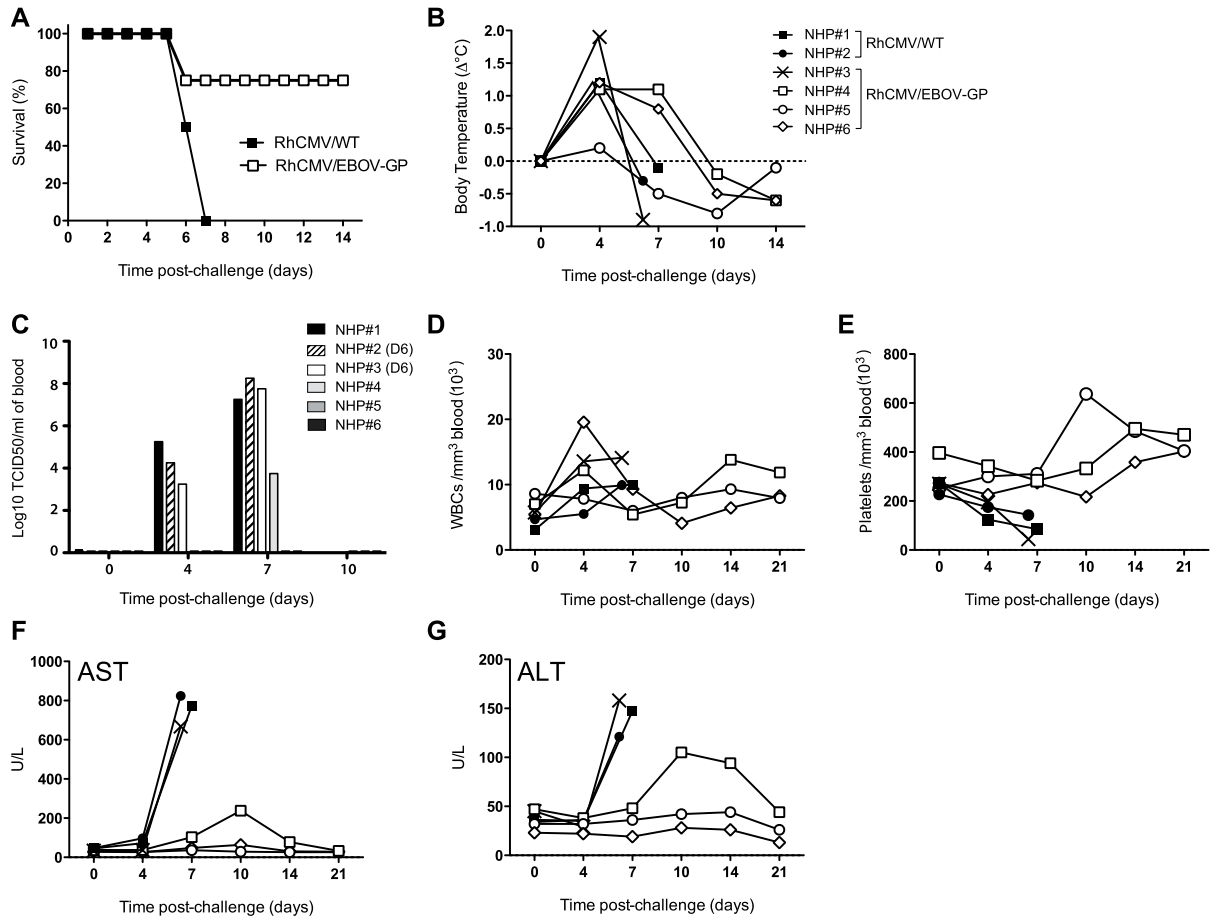 A
Survival (%)
100
80
60
40
20
0
0 2 4 6 8 10 12 14
Time post-challenge (days)
RhCMV/WT
RhCMV/EBOV-GP
B
Body Temperature (Δ°C)
2.0
1.5
1.0
0.5
0.0
-0.5
-1.0
0 4 7 10 14
Time post-challenge (days)
NHP#1
NHP#2
RhCMV/WT
NHP#3
NHP#4
NHP#5
NHP#6
RhCMV/EBOV-GP
C
Log10 TCID50/ml of blood
10
8
6
4
2
0
0 4 7 10
Time post-challenge (days)
NHP#1
NHP#2 (D6)
NHP#3 (D6)
NHP#4
NHP#5
NHP#6
D
WBCs /mm³ blood (10³)
30
20
10
0
0 4 7 10 14 21
Time post-challenge (days)
E
Platelets /mm³ blood (10³)
800
600
400
200
0
0 4 7 10 14 21
Time post-challenge (days)
F
AST
U/L
1000
800
600
400
200
0
0 4 7 10 14 21
Time post-challenge (days)
G
ALT
U/L
200
150
100
50
0
0 4 7 10 14 21
Time post-challenge (days)